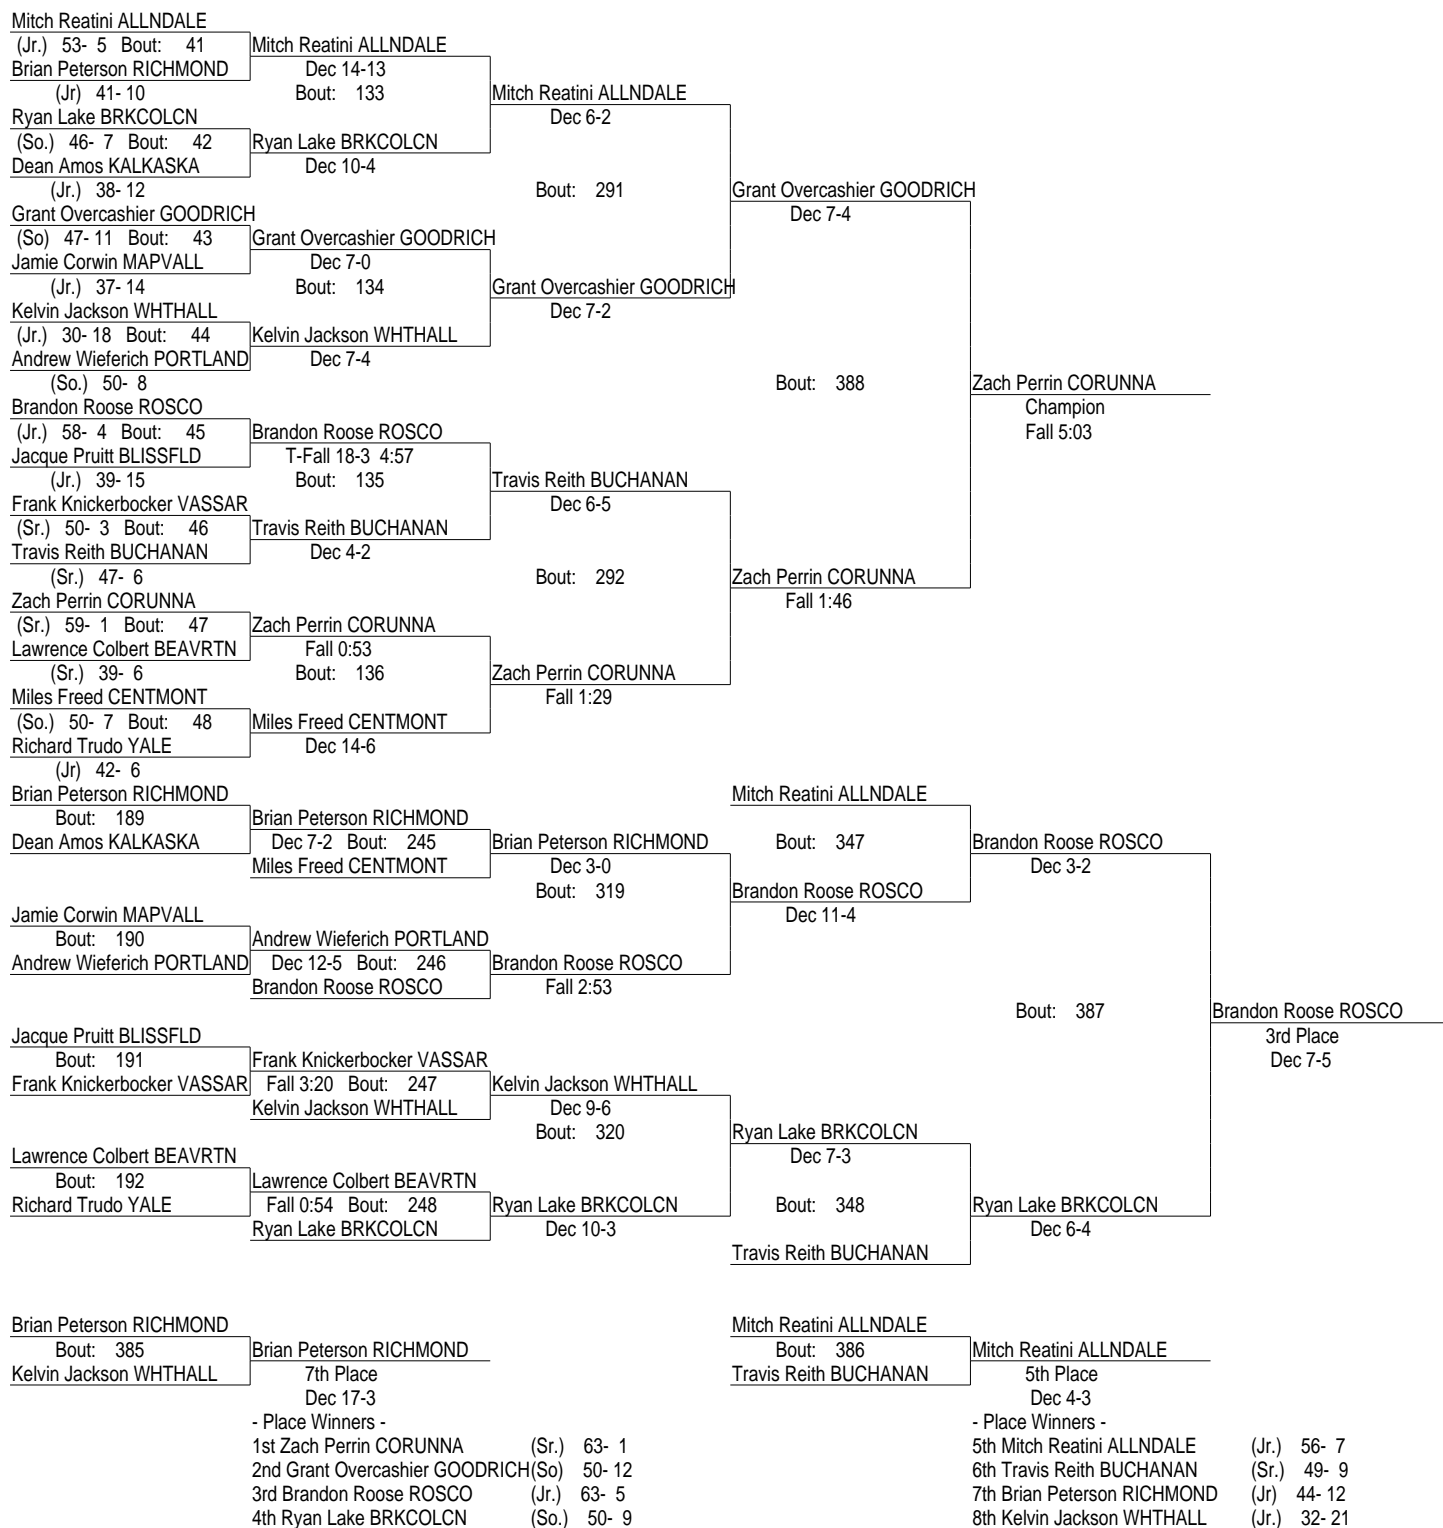 Mitch Reatini ALLNDALE
(Jr.) 53- 5 Bout: 41 Mitch Reatini ALLNDALE
Brian Peterson RICHMOND Dec 14-13
(Jr) 41- 10 Bout: 133 Mitch Reatini ALLNDALE
Ryan Lake BRKCOLCN Dec 6-2
(So.) 46- 7 Bout: 42 Ryan Lake BRKCOLCN
Dean Amos KALKASKA Dec 10-4
(Jr.) 38- 12 Bout: 291 Grant Overcashier GOODRICH
Grant Overcashier GOODRICH Dec 7-4
(So) 47- 11 Bout: 43 Grant Overcashier GOODRICH
Jamie Corwin MAPVALL Dec 7-0
(Jr.) 37- 14 Bout: 134 Grant Overcashier GOODRICH
Kelvin Jackson WHTHALL Dec 7-2
(Jr.) 30- 18 Bout: 44 Kelvin Jackson WHTHALL
Andrew Wieferich PORTLAND Dec 7-4
(So.) 50- 8 Bout: 388 Zach Perrin CORUNNA
Brandon Roose ROSCO Champion
(Jr.) 58- 4 Bout: 45 Brandon Roose ROSCO Fall 5:03
Jacque Pruitt BLISSFLD T-Fall 18-3 4:57
(Jr.) 39- 15 Bout: 135 Travis Reith BUCHANAN
Frank Knickerbocker VASSAR Dec 6-5
(Sr.) 50- 3 Bout: 46 Travis Reith BUCHANAN
Travis Reith BUCHANAN Dec 4-2
(Sr.) 47- 6 Bout: 292 Zach Perrin CORUNNA
Zach Perrin CORUNNA Fall 1:46
(Sr.) 59- 1 Bout: 47 Zach Perrin CORUNNA
Lawrence Colbert BEAVRTN Fall 0:53
(Sr.) 39- 6 Bout: 136 Zach Perrin CORUNNA
Miles Freed CENTMONT Fall 1:29
(So.) 50- 7 Bout: 48 Miles Freed CENTMONT
Richard Trudo YALE Dec 14-6
(Jr) 42- 6
Brian Peterson RICHMOND Mitch Reatini ALLNDALE
Bout: 189 Brian Peterson RICHMOND
Dean Amos KALKASKA Dec 7-2 Bout: 245 Brian Peterson RICHMOND Bout: 347 Brandon Roose ROSCO
Miles Freed CENTMONT Dec 3-0 Dec 3-2
Bout: 319 Brandon Roose ROSCO
Jamie Corwin MAPVALL Dec 11-4
Bout: 190 Andrew Wieferich PORTLAND
Andrew Wieferich PORTLAND Dec 12-5 Bout: 246 Brandon Roose ROSCO
Brandon Roose ROSCO Fall 2:53
Bout: 387 Brandon Roose ROSCO
Jacque Pruitt BLISSFLD 3rd Place
Bout: 191 Frank Knickerbocker VASSAR Dec 7-5
Frank Knickerbocker VASSAR Fall 3:20 Bout: 247 Kelvin Jackson WHTHALL
Kelvin Jackson WHTHALL Dec 9-6
Bout: 320 Ryan Lake BRKCOLCN
Lawrence Colbert BEAVRTN Dec 7-3
Bout: 192 Lawrence Colbert BEAVRTN
Richard Trudo YALE Fall 0:54 Bout: 248 Ryan Lake BRKCOLCN Bout: 348 Ryan Lake BRKCOLCN
Ryan Lake BRKCOLCN Dec 10-3 Dec 6-4
Travis Reith BUCHANAN
Brian Peterson RICHMOND Mitch Reatini ALLNDALE
Bout: 385 Brian Peterson RICHMOND Bout: 386 Mitch Reatini ALLNDALE
Kelvin Jackson WHTHALL 7th Place Travis Reith BUCHANAN 5th Place
Dec 17-3 Dec 4-3
- Place Winners - - Place Winners -
1st Zach Perrin CORUNNA (Sr.) 63- 1 5th Mitch Reatini ALLNDALE (Jr.) 56- 7
2nd Grant Overcashier GOODRICH (So) 50- 12 6th Travis Reith BUCHANAN (Sr.) 49- 9
3rd Brandon Roose ROSCO (Jr.) 63- 5 7th Brian Peterson RICHMOND (Jr) 44- 12
4th Ryan Lake BRKCOLCN (So.) 50- 9 8th Kelvin Jackson WHTHALL (Jr.) 32- 21